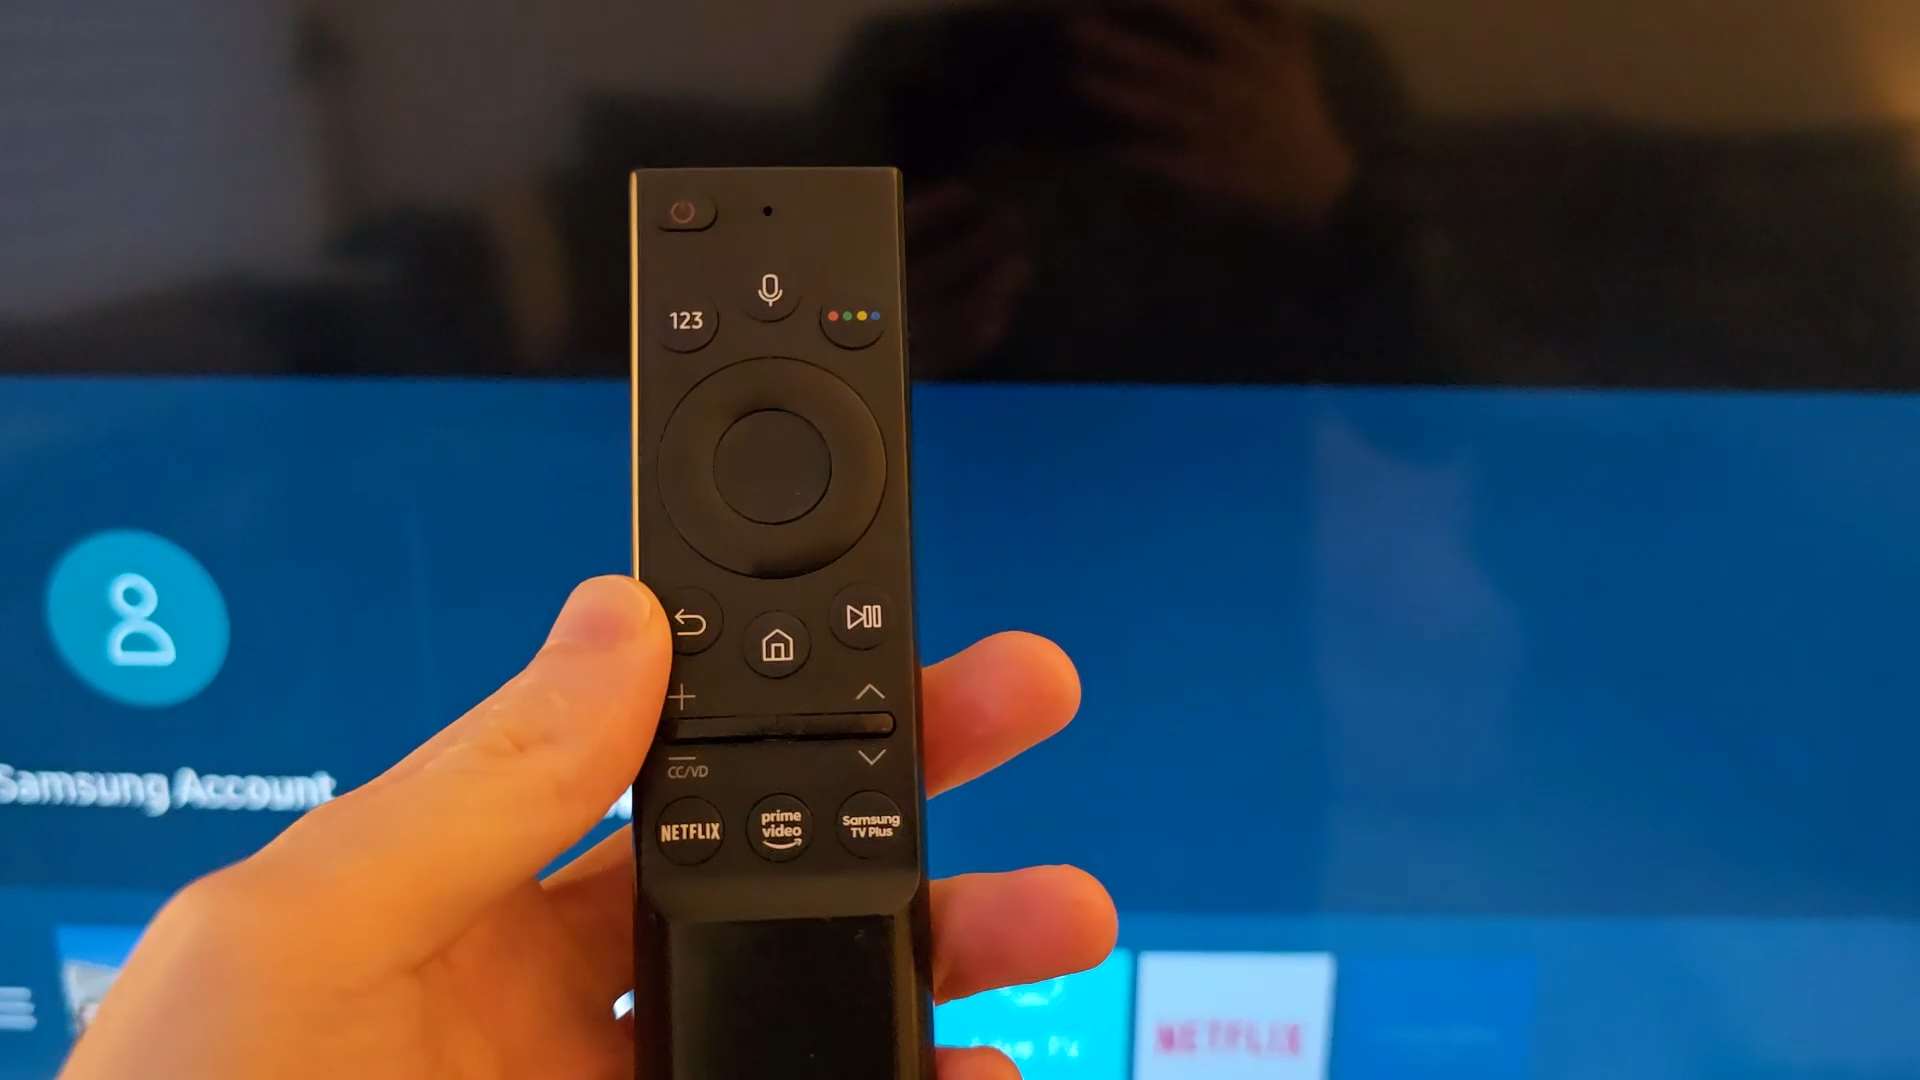 123
Samsung Account
CC/VD
NETFLIX
prime
video
Samsung
TV Plus
NETFLIX